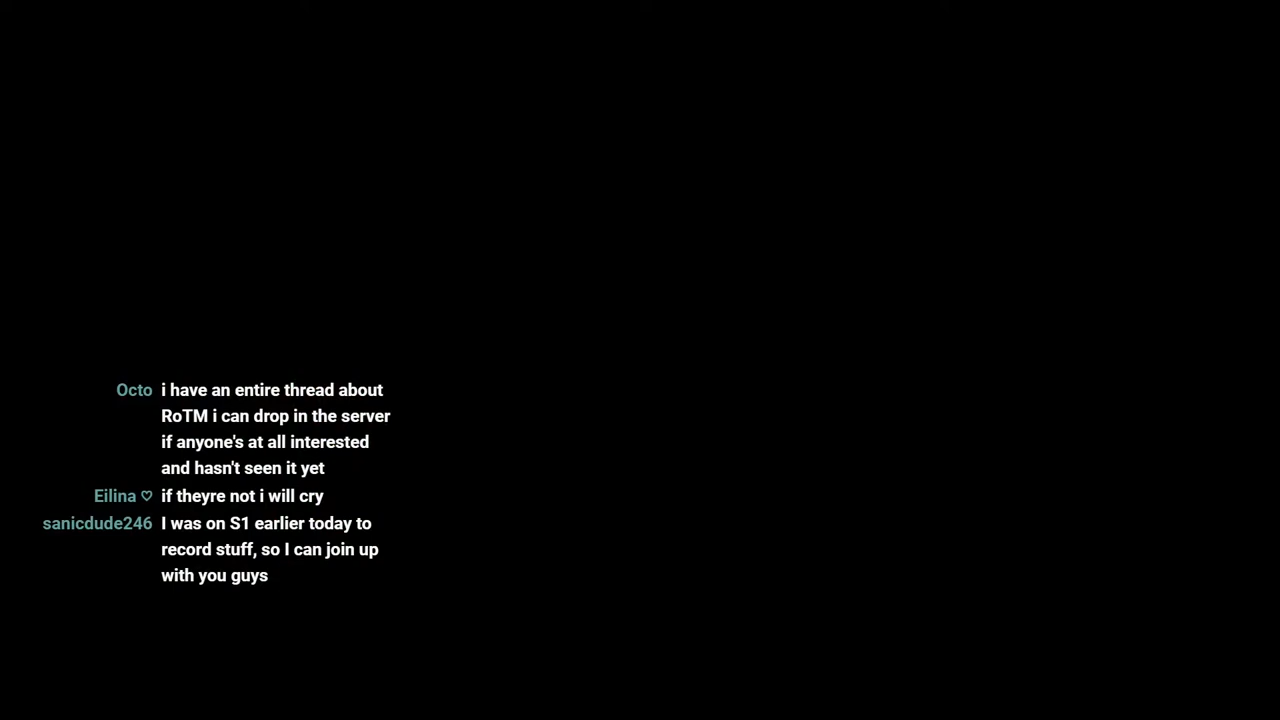 Octo i have an entire thread about
RoTM i can drop in the server
if anyone's at all interested
and hasn't seen it yet
Eilina ♡ if theyre not i will cry
sanicdude246 I was on S1 earlier today to
record stuff, so I can join up
with you guys